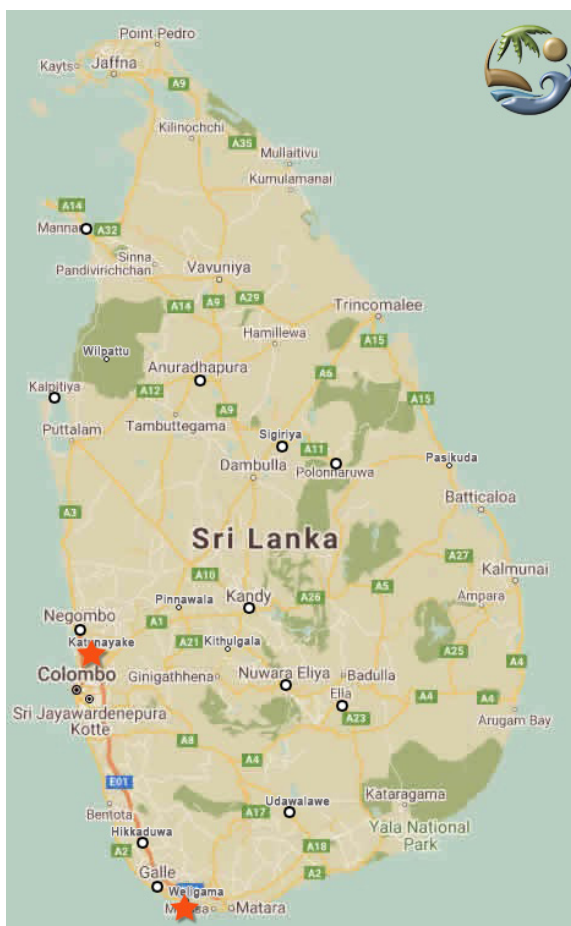 Point Pedro
Kayts
Jaffna
A9
Kilinochchi
A35
Mullaitivu
Kumulamanai
A14
A32
Sinna
Pandivirichchan
Vavuniya
A14
A9
A29
Trincomalee
Hamillewa
A15
Wilpattu
Anuradhapura
A6
Kalpitiya
A12
A9
A15
Tambuttegama
Puttalam
Sigiriya
A11
Dambulla
Polonnaruwa
Pasikuda
Batticaloa
A3
Sri Lanka
A27
A10
A5
Kalmunai
Pinnawala
Kandy
A26
Ampara
Negombo
A1
A21
Kithulgala
A25
A4
Colombo
Ginigathhena
Nuwara Eliya
Badulla
Ella
A4
A4
Sri Jayawardenepura
Kotte
A23
Arugam Bay
A8
A4
E01
Bentota
A17
Udawalawe
Kataragama
Yala National
Park
Hikkaduwa
A2
A18
A2
Galle
Weligama
Matara